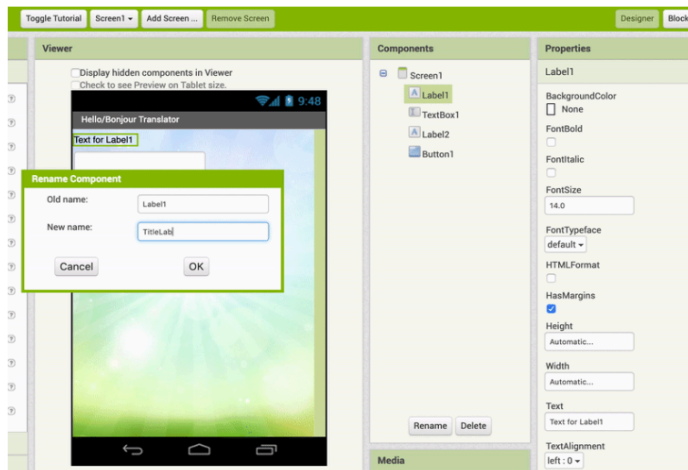 Toggle Tutorial Screen1 Add Screen ... Remove Screen Designer Block
Viewer
Display hidden components in Viewer
Check to see Preview on Tablet size.
9:48
Hello/Bonjour Translator
Text for Label1
Rename Component
Old name: Label1
New name: TitleLab
Cancel OK
Components
Screen1
Label1
TextBox1
Label2
Button1
Rename Delete
Media
Properties
Label1
BackgroundColor
None
FontBold
FontItalic
FontSize
14.0
FontTypeface
default
HTMLFormat
HasMargins
Height
Automatic...
Width
Automatic...
Text
Text for Label1
TextAlignment
left : 0